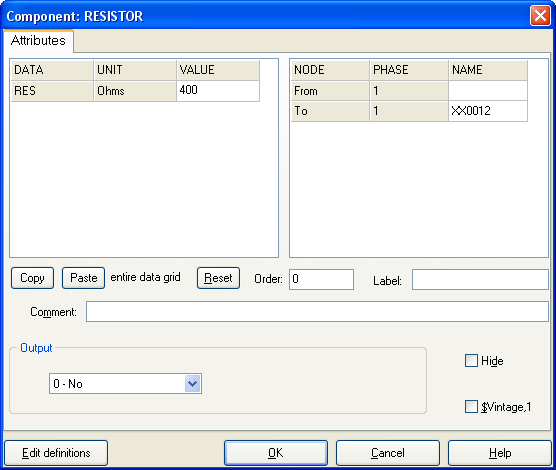 Component: RESISTOR
Attributes
DATA UNIT VALUE
RES Ohms 400
NODE PHASE NAME
From 1
To 1 XX0012
Copy Paste entire data grid Reset Order: 0 Label:
Comment:
Output
0 - No
Hide
$Vintage,1
Edit definitions OK Cancel Help